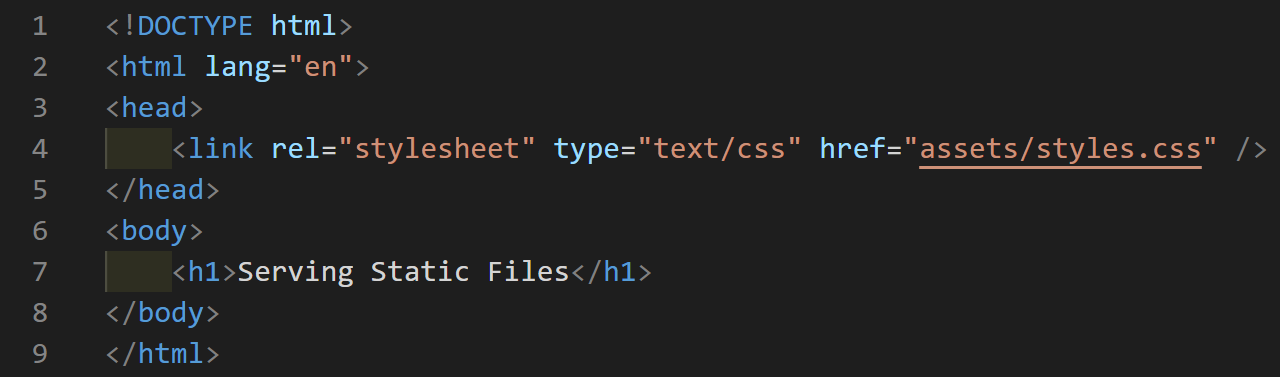 1 <!DOCTYPE html>
2 <html lang="en">
3 <head>
4     <link rel="stylesheet" type="text/css" href="assets/styles.css" />
5 </head>
6 <body>
7     <h1>Serving Static Files</h1>
8 </body>
9 </html>